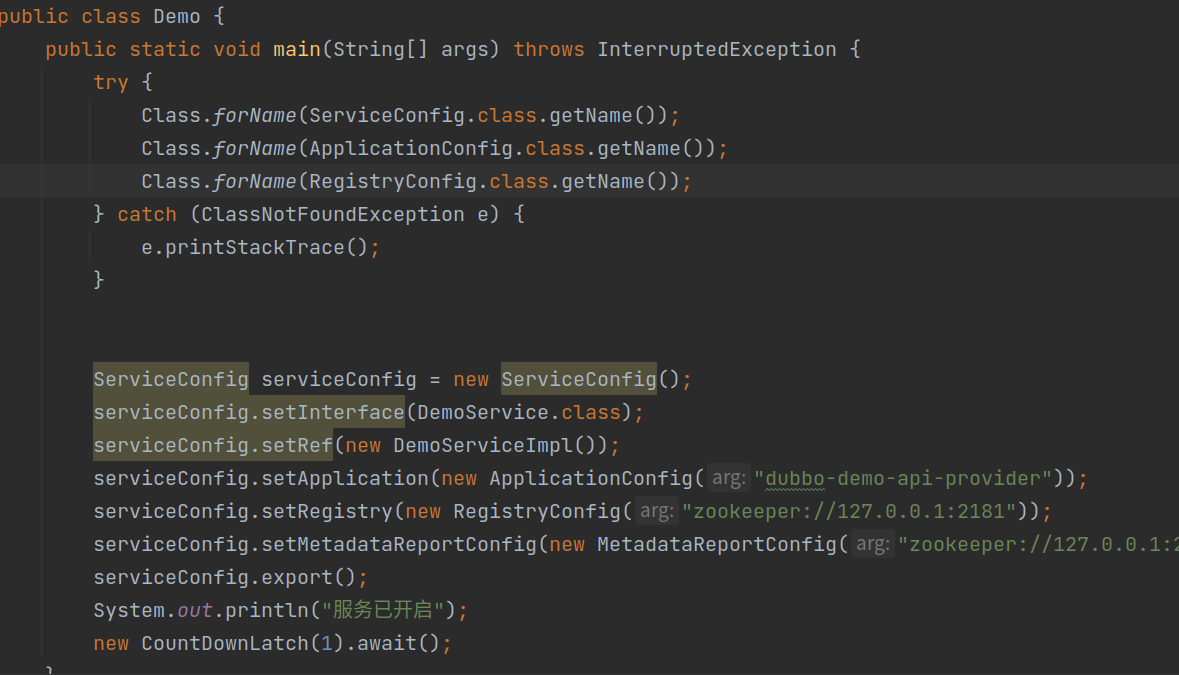 public class Demo {
public static void main(String[] args) throws InterruptedException {
try {
Class.forName(ServiceConfig.class.getName());
Class.forName(ApplicationConfig.class.getName());
Class.forName(RegistryConfig.class.getName());
} catch (ClassNotFoundException e) {
e.printStackTrace();
}
ServiceConfig serviceConfig = new ServiceConfig();
serviceConfig.setInterface(DemoService.class);
serviceConfig.setRef(new DemoServiceImpl());
serviceConfig.setApplication(new ApplicationConfig( arg: "dubbo-demo-api-provider"));
serviceConfig.setRegistry(new RegistryConfig( arg: "zookeeper://127.0.0.1:2181"));
serviceConfig.setMetadataReportConfig(new MetadataReportConfig( arg: "zookeeper://127.0.0.1:2
serviceConfig.export();
System.out.println("服务已开启");
new CountDownLatch(1).await();
}